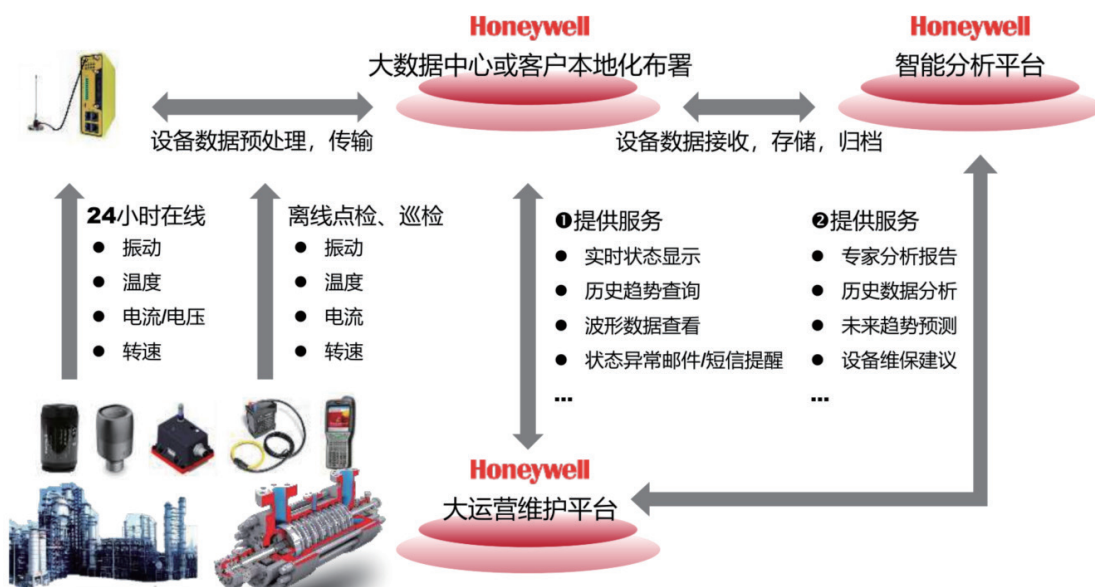 Honeywell
大数据中心或客户本地化布署
Honeywell
智能分析平台
设备数据预处理，传输
设备数据接收，存储，归档
24小时在线
● 振动
● 温度
● 电流/电压
● 转速
离线点检、巡检
● 振动
● 温度
● 电流
● 转速
❶提供服务
● 实时状态显示
● 历史趋势查询
● 波形数据查看
● 状态异常邮件/短信提醒
...
❷提供服务
● 专家分析报告
● 历史数据分析
● 未来趋势预测
● 设备维保建议
...
Honeywell
大运营维护平台